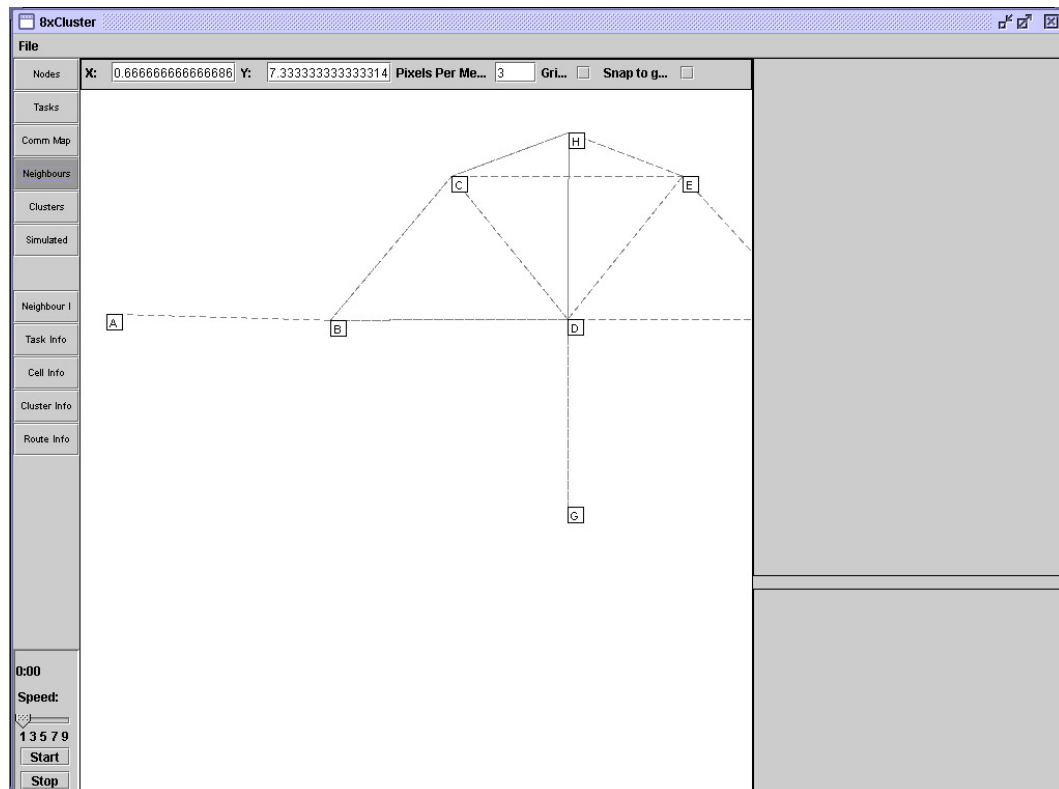 8xCluster
File
Nodes
X: 0.666666666666686 Y: 7.333333333333314 Pixels Per Me... 3 Gri... Snap to g...
Tasks
Comm Map
Neighbours
Clusters
Simulated
Neighbour I
Task Info
Cell Info
Cluster Info
Route Info
H
C
E
A
B
D
G
0:00
Speed:
1 3 5 7 9
Start
Stop